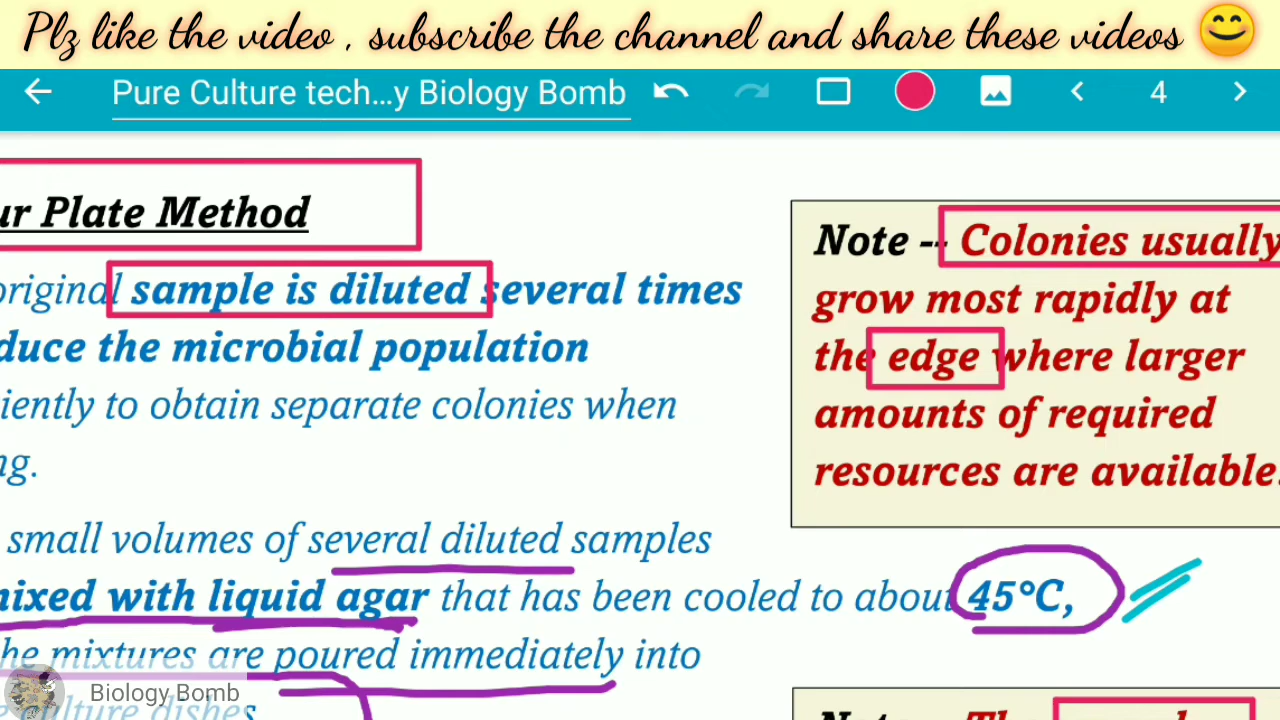 Plz like the video , subscribe the channel and share these videos 😊
Pure Culture tech...y Biology Bomb
4
ur Plate Method
original sample is diluted several times
duce the microbial population
iently to obtain separate colonies when
ng.
small volumes of several diluted samples
mixed with liquid agar that has been cooled to about 45°C,
he mixtures are poured immediately into
culture dishes
Note -- Colonies usually
grow most rapidly at
the edge where larger
amounts of required
resources are available.
Biology Bomb